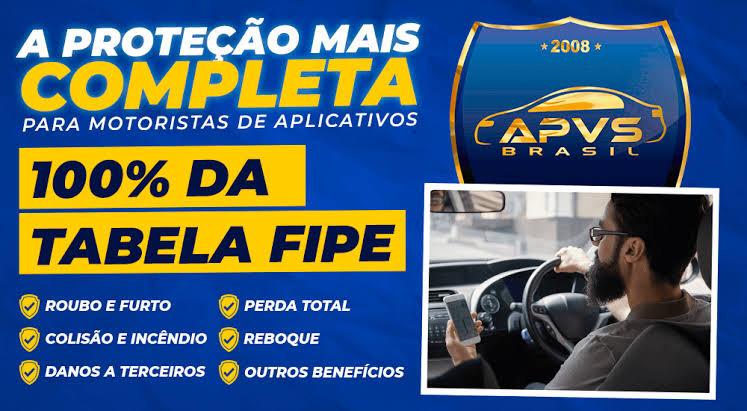 A PROTEÇÃO MAIS
COMPLETA
PARA MOTORISTAS DE APLICATIVOS
100% DA
TABELA FIPE
ROUBO E FURTO
COLISÃO E INCÊNDIO
DANOS A TERCEIROS
PERDA TOTAL
REBOQUE
OUTROS BENEFÍCIOS
2008
APVS
BRASIL